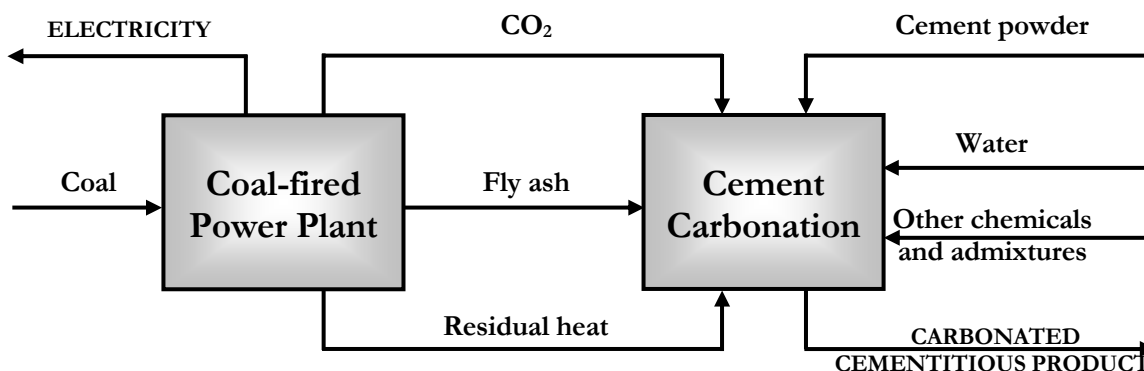 ELECTRICITY
CO₂
Cement powder
Coal
Coal-fired
Power Plant
Fly ash
Cement
Carbonation
Water
Other chemicals
and admixtures
Residual heat
CARBONATED
CEMENTITIOUS PRODUCT